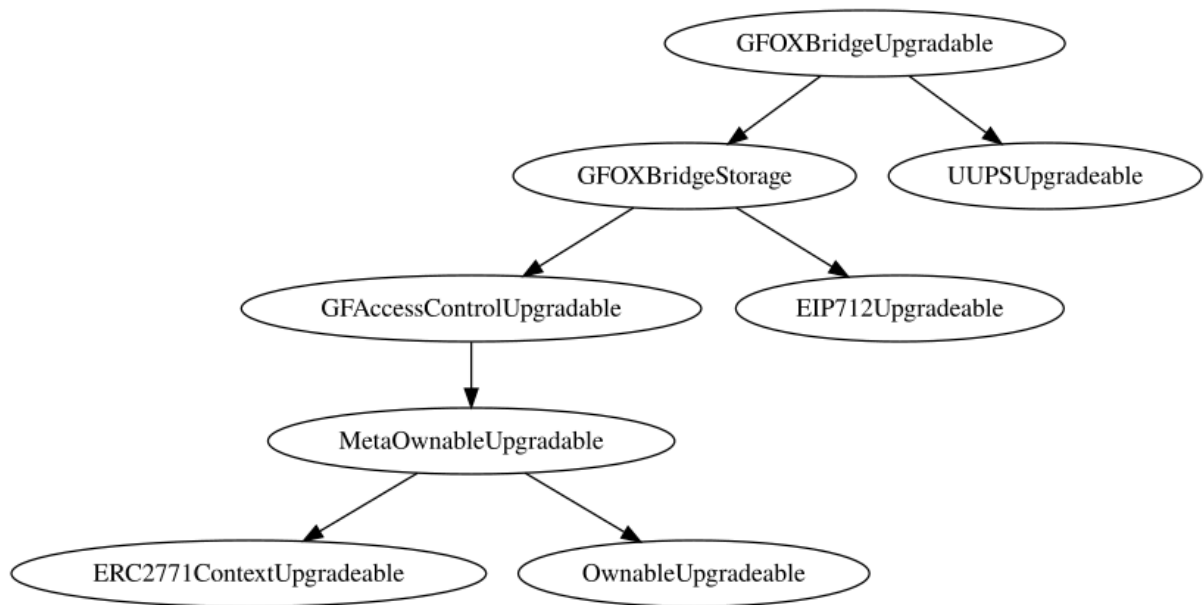 GFOXBridgeUpgradable
GFOXBridgeStorage
UUPSUpgradeable
GFAccessControlUpgradable
EIP712Upgradeable
MetaOwnableUpgradable
ERC2771ContextUpgradeable
OwnableUpgradeable